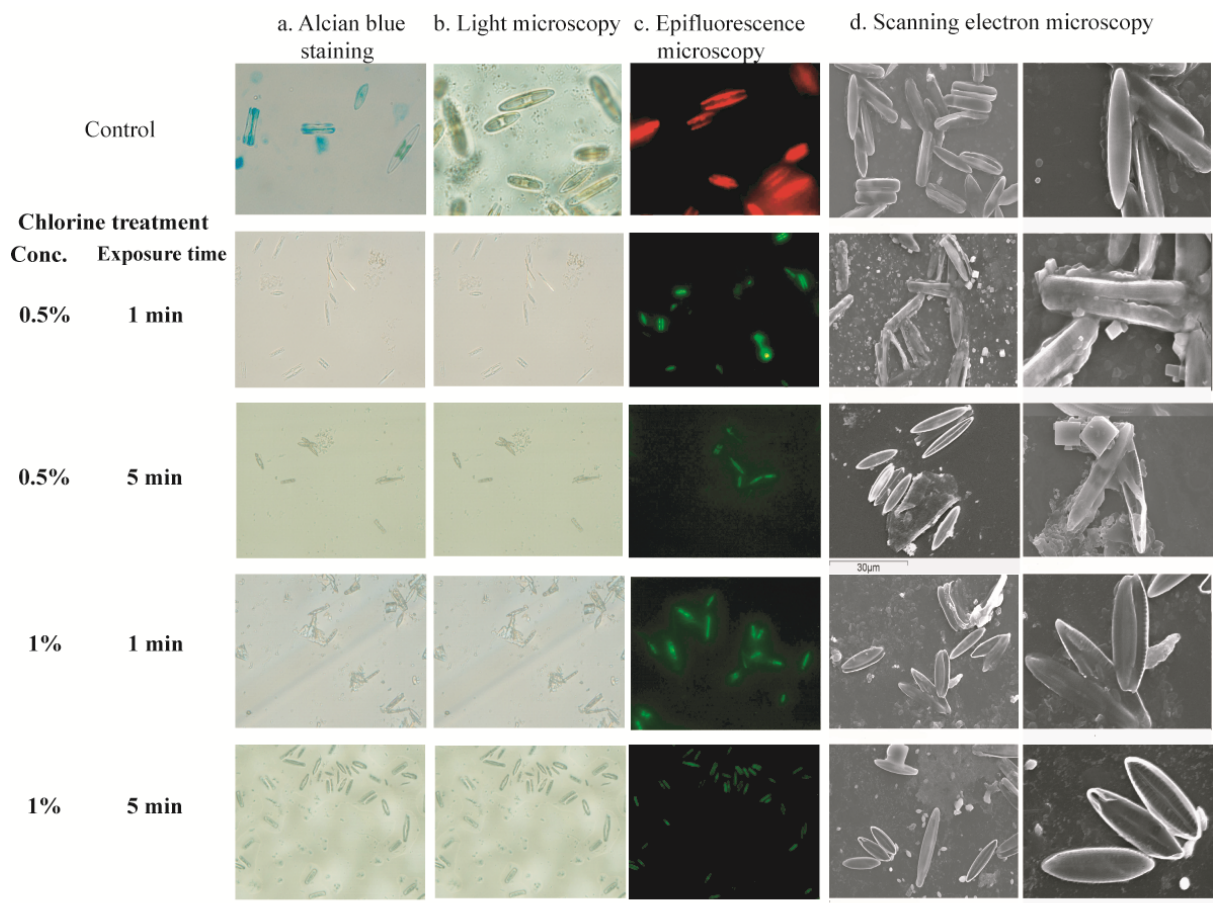 a. Alcian blue
staining
b. Light microscopy
c. Epifluorescence
microscopy
d. Scanning electron microscopy
Control
Chlorine treatment
Conc. Exposure time
0.5% 1 min
0.5% 5 min
30µm
1% 1 min
1% 5 min